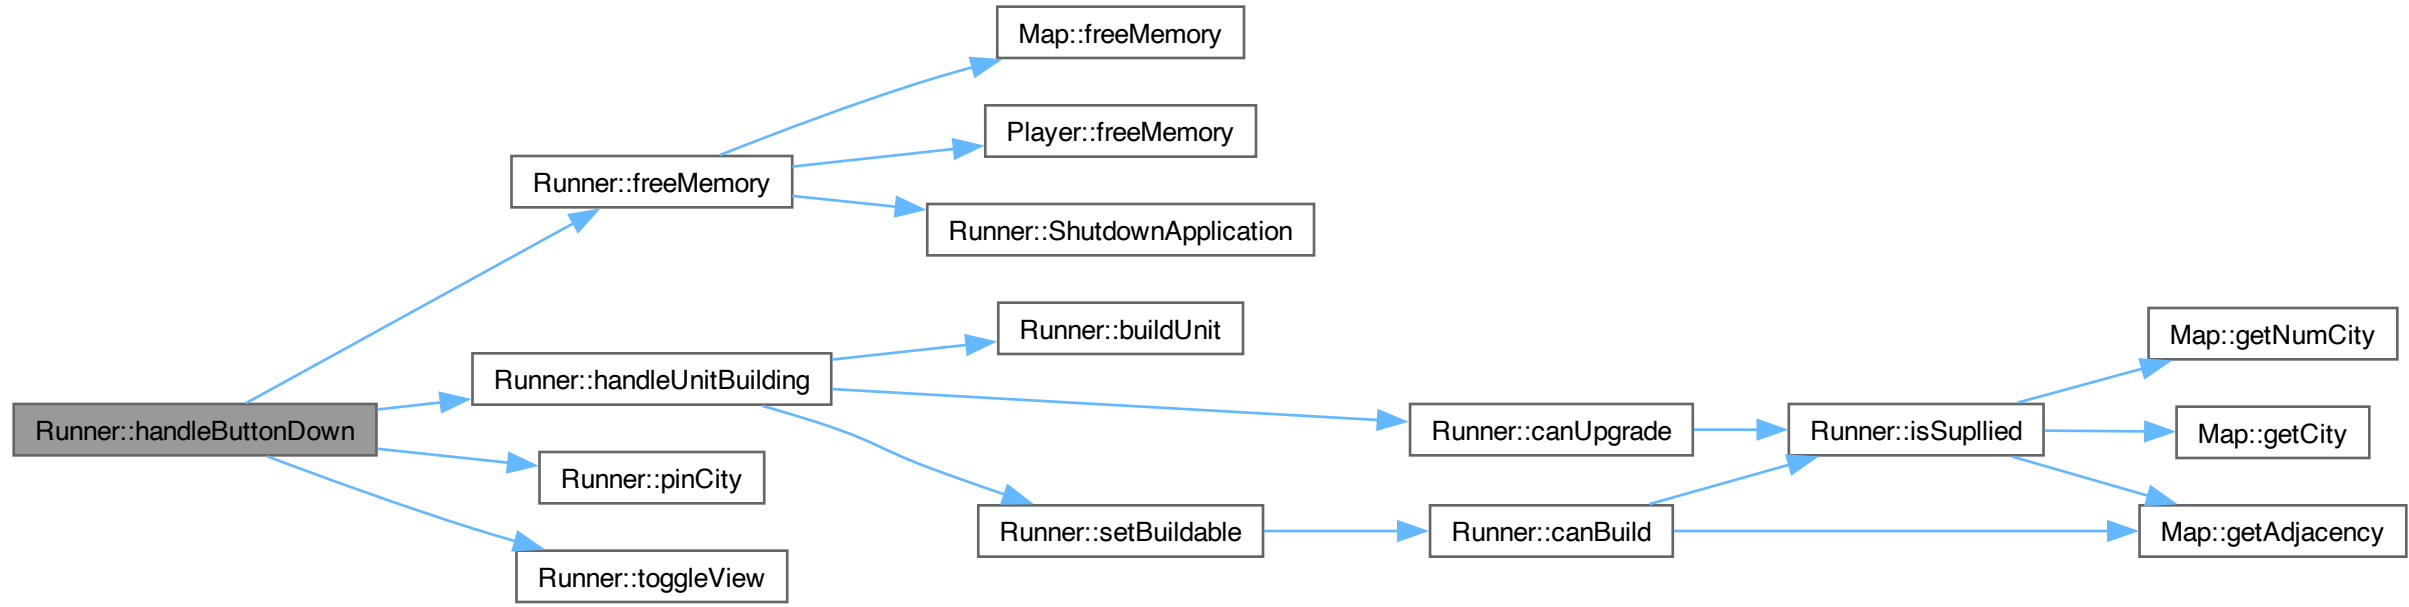 Runner::handleButtonDown
Runner::freeMemory
Map::freeMemory
Player::freeMemory
Runner::ShutdownApplication
Runner::handleUnitBuilding
Runner::buildUnit
Runner::canUpgrade
Runner::isSupllied
Map::getNumCity
Map::getCity
Map::getAdjacency
Runner::setBuildable
Runner::canBuild
Runner::pinCity
Runner::toggleView